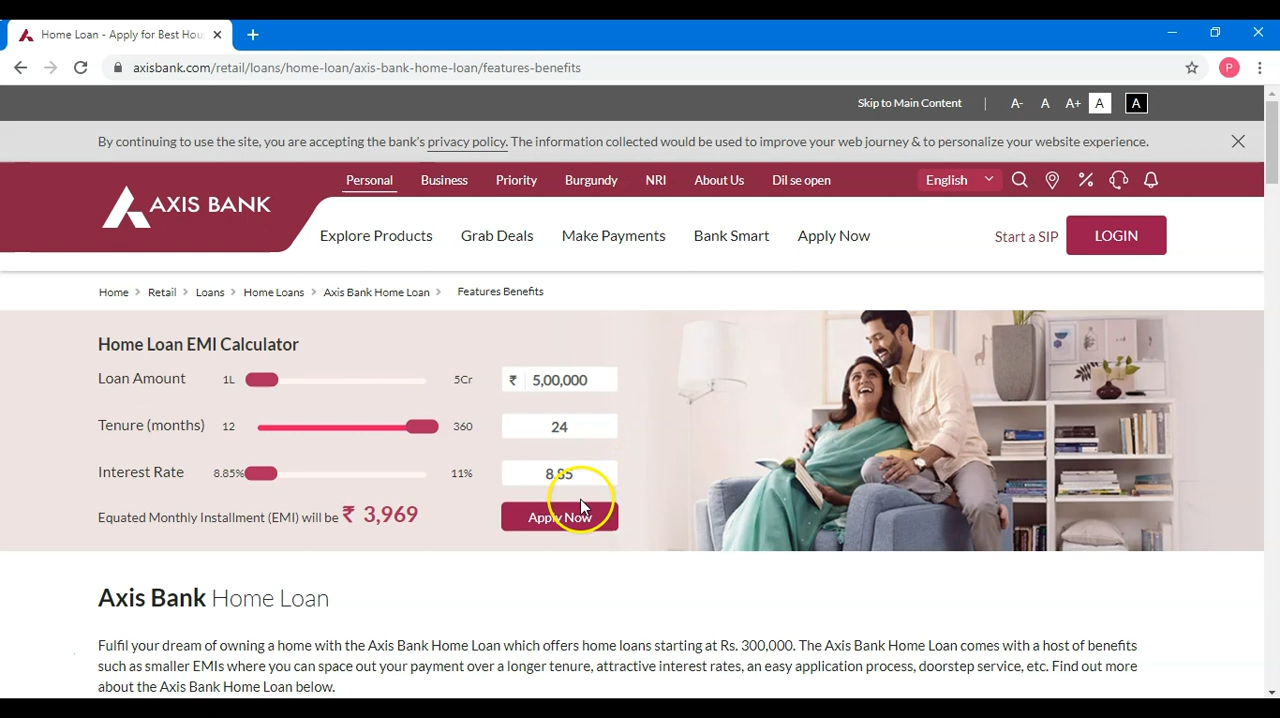 Home Loan - Apply for Best Hou
axisbank.com/retail/loans/home-loan/axis-bank-home-loan/features-benefits
P
Skip to Main Content | A- A A+ A A
By continuing to use the site, you are accepting the bank's privacy policy. The information collected would be used to improve your web journey & to personalize your website experience.
Personal Business Priority Burgundy NRI About Us Dil se open English
AXIS BANK
Explore Products Grab Deals Make Payments Bank Smart Apply Now Start a SIP LOGIN
Home > Retail > Loans > Home Loans > Axis Bank Home Loan > Features Benefits
Home Loan EMI Calculator
Loan Amount 1L 5Cr ₹ 5,00,000
Tenure (months) 12 360 24
Interest Rate 8.85% 11% 8.85
Equated Monthly Installment (EMI) will be ₹ 3,969 Apply Now
Axis Bank Home Loan
Fulfil your dream of owning a home with the Axis Bank Home Loan which offers home loans starting at Rs. 300,000. The Axis Bank Home Loan comes with a host of benefits
such as smaller EMIs where you can space out your payment over a longer tenure, attractive interest rates, an easy application process, doorstep service, etc. Find out more
about the Axis Bank Home Loan below.